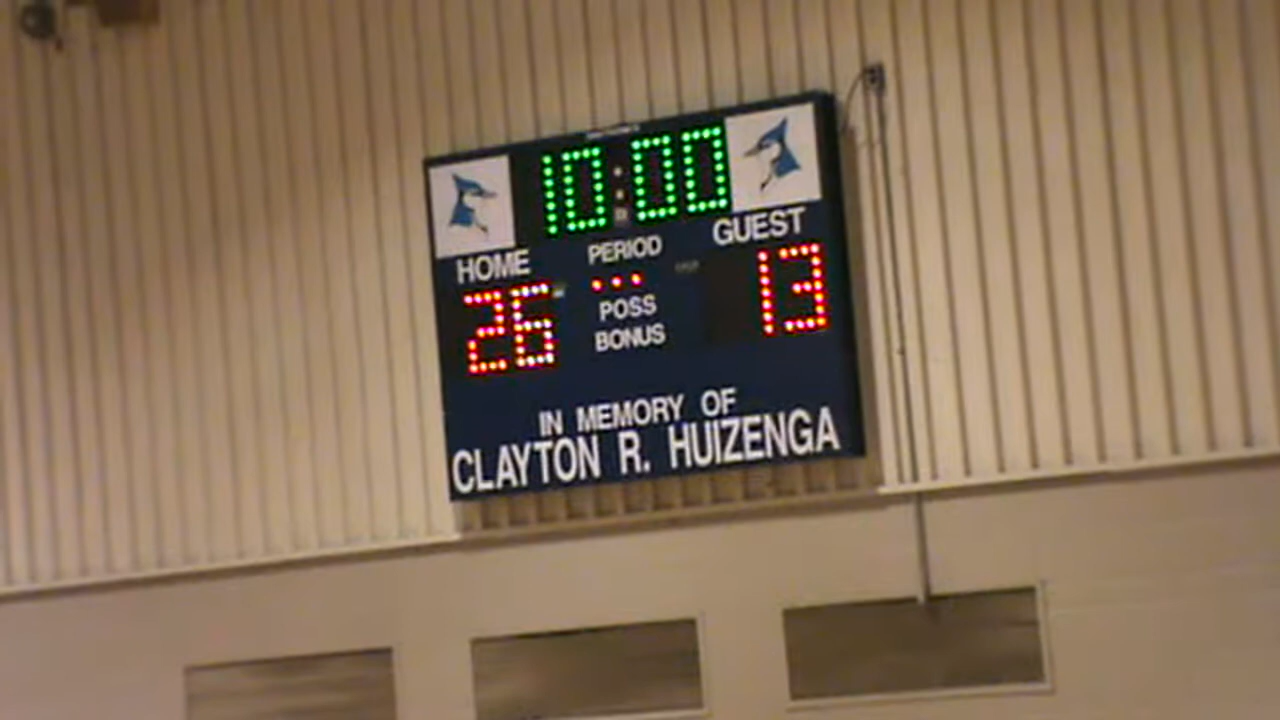 10:00
HOME PERIOD GUEST
26 ... 13
POSS
BONUS
IN MEMORY OF
CLAYTON R. HUIZENGA